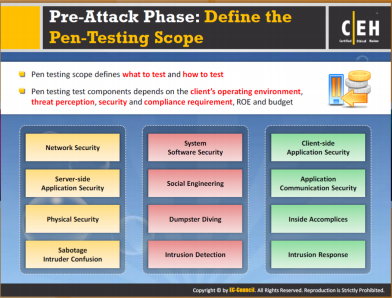 Pre-Attack Phase: Define the
Pen-Testing Scope
C|EH
Certified Ethical Hacker
Pen testing scope defines what to test and how to test
Pen testing test components depends on the client's operating environment,
threat perception, security and compliance requirement, ROE and budget
Network Security
System
Software Security
Client-side
Application Security
Server-side
Application Security
Social Engineering
Application
Communication Security
Physical Security
Dumpster Diving
Inside Accomplices
Sabotage
Intruder Confusion
Intrusion Detection
Intrusion Response
Copyright © by EC-Council. All Rights Reserved. Reproduction is Strictly Prohibited.